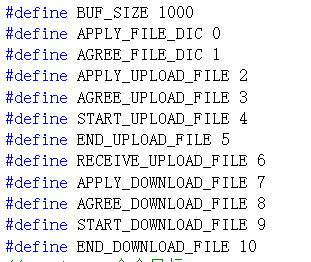 #define BUF_SIZE 1000
#define APPLY_FILE_DIC 0
#define AGREE_FILE_DIC 1
#define APPLY_UPLOAD_FILE 2
#define AGREE_UPLOAD_FILE 3
#define START_UPLOAD_FILE 4
#define END_UPLOAD_FILE 5
#define RECEIVE_UPLOAD_FILE 6
#define APPLY_DOWNLOAD_FILE 7
#define AGREE_DOWNLOAD_FILE 8
#define START_DOWNLOAD_FILE 9
#define END_DOWNLOAD_FILE 10